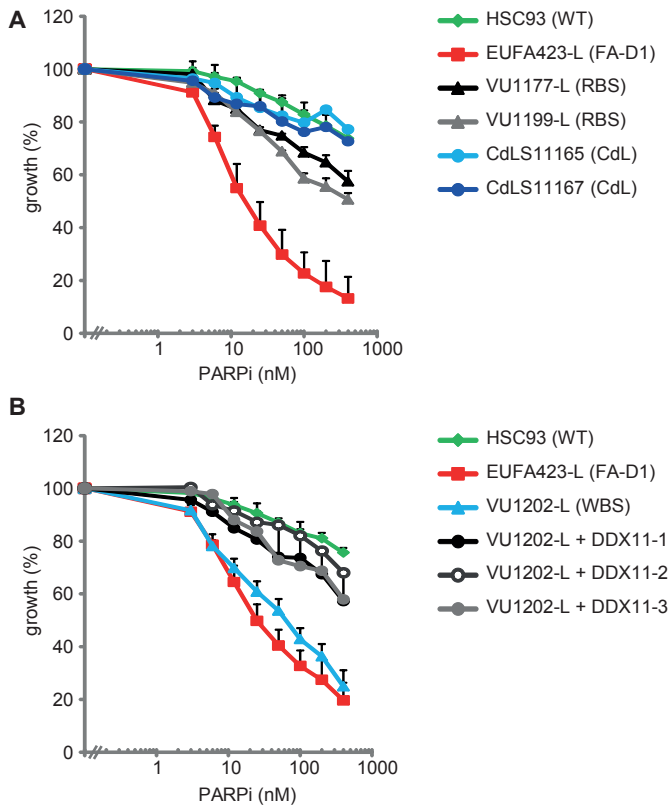 A
120
100
80
60
40
20
0
growth (%)
1
10
100
1000
PARPi (nM)
HSC93 (WT)
EUFA423-L (FA-D1)
VU1177-L (RBS)
VU1199-L (RBS)
CdLS11165 (CdL)
CdLS11167 (CdL)
B
120
100
80
60
40
20
0
growth (%)
1
10
100
1000
PARPi (nM)
HSC93 (WT)
EUFA423-L (FA-D1)
VU1202-L (WBS)
VU1202-L + DDX11-1
VU1202-L + DDX11-2
VU1202-L + DDX11-3